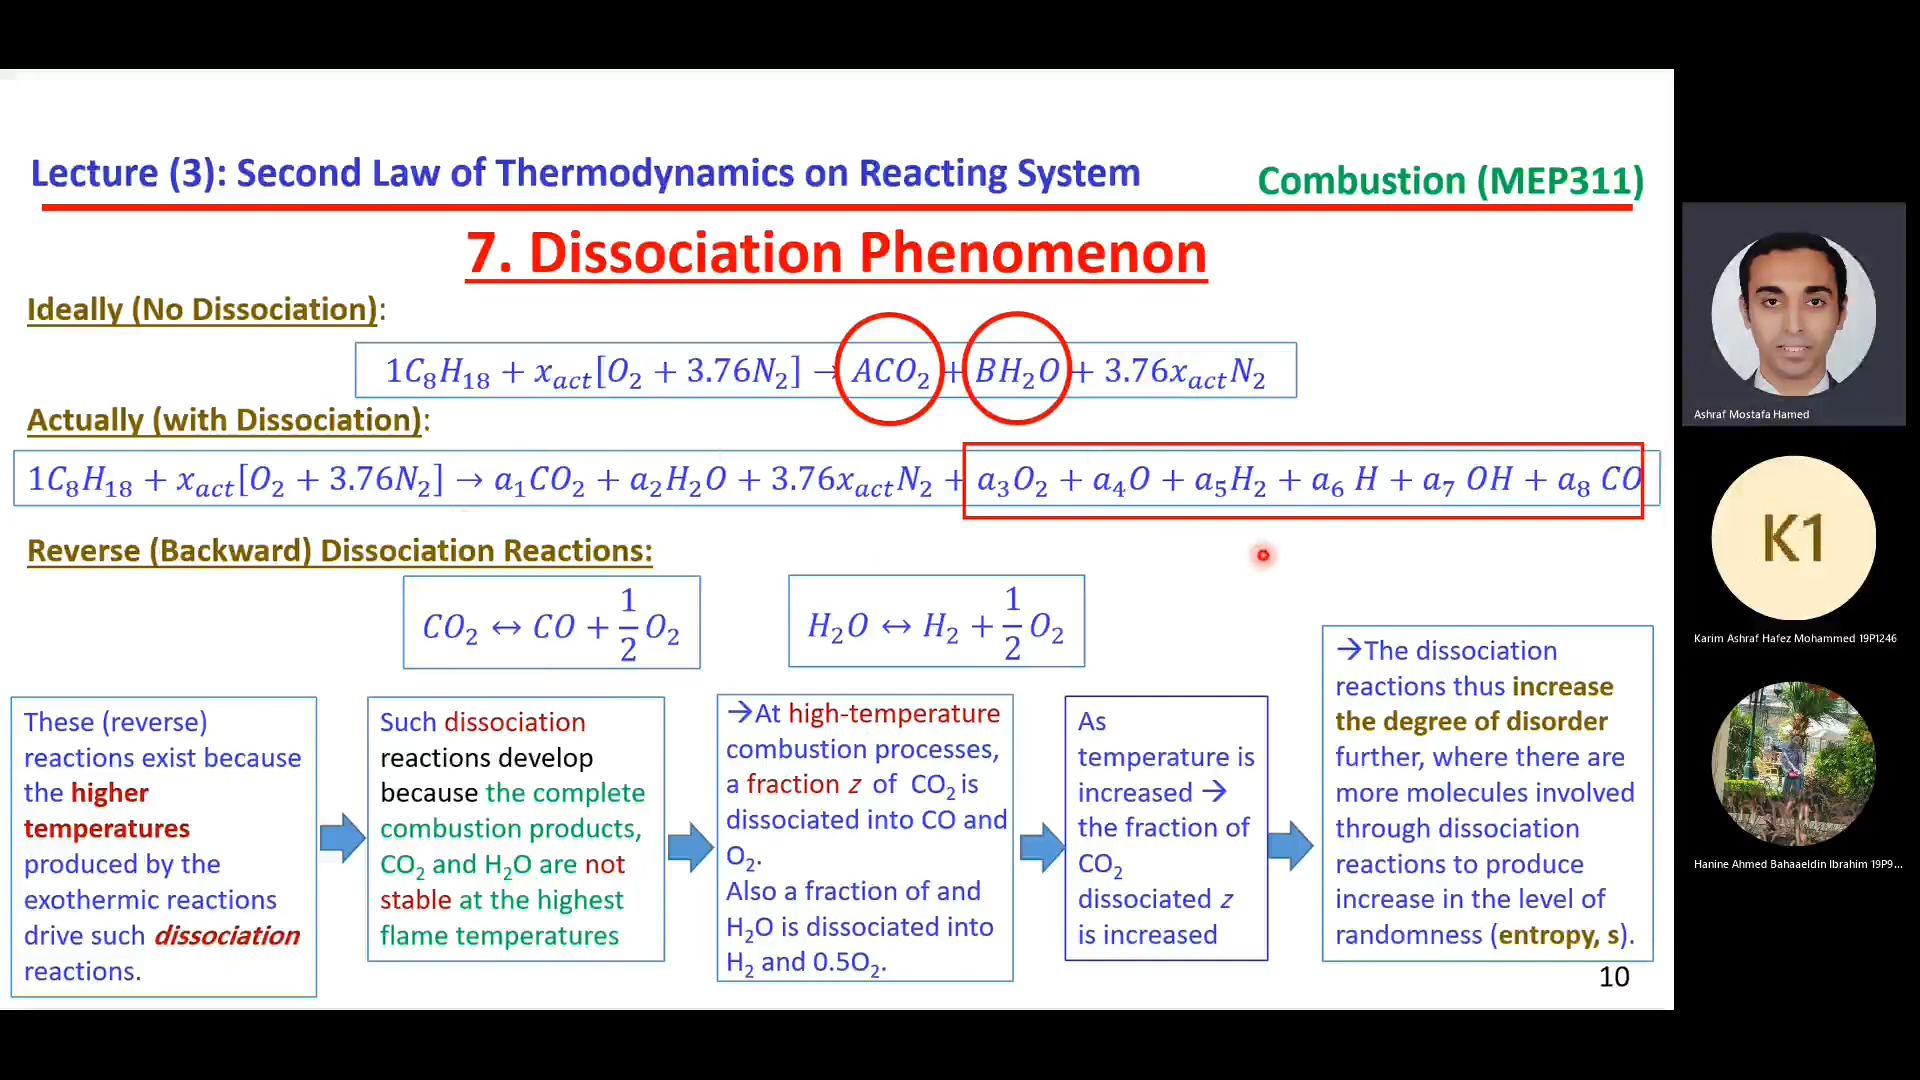 Lecture (3): Second Law of Thermodynamics on Reacting System
Combustion (MEP311)
7. Dissociation Phenomenon
Ideally (No Dissociation):
1C₈H₁₈ + xₐcₜ[O₂ + 3.76N₂] → ACO₂ + BH₂O + 3.76xₐcₜN₂
Actually (with Dissociation):
1C₈H₁₈ + xₐcₜ[O₂ + 3.76N₂] → a₁CO₂ + a₂H₂O + 3.76xₐcₜN₂ + a₃O₂ + a₄O + a₅H₂ + a₆ H + a₇ OH + a₈ CO
Reverse (Backward) Dissociation Reactions:
CO₂ ↔ CO + 1/2 O₂
H₂O ↔ H₂ + 1/2 O₂
These (reverse)
reactions exist because
the higher
temperatures
produced by the
exothermic reactions
drive such dissociation
reactions.
Such dissociation
reactions develop
because the complete
combustion products,
CO₂ and H₂O are not
stable at the highest
flame temperatures
→At high-temperature
combustion processes,
a fraction z of CO₂ is
dissociated into CO and
O₂.
Also a fraction of and
H₂O is dissociated into
H₂ and 0.5O₂.
As
temperature is
increased →
the fraction of
CO₂
dissociated z
is increased
→The dissociation
reactions thus increase
the degree of disorder
further, where there are
more molecules involved
through dissociation
reactions to produce
increase in the level of
randomness (entropy, s).
10
Ashraf Mostafa Hamed
K1
Karim Ashraf Hafez Mohammed 19P1246
Hanine Ahmed Bahaaeldin Ibrahim 19P9...